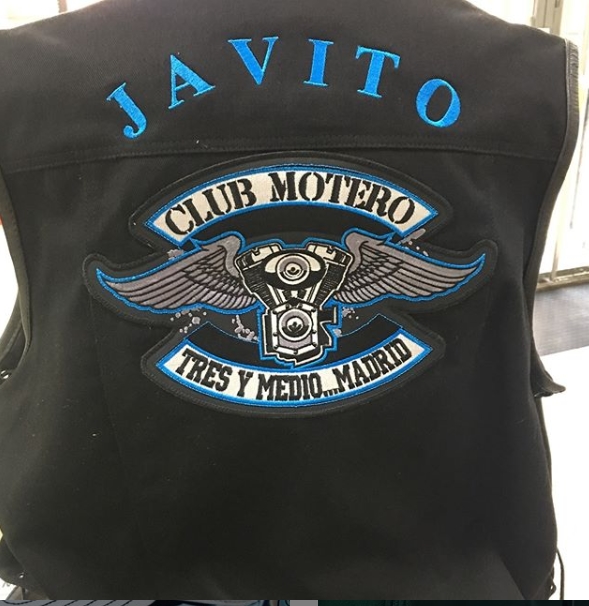 JAVITO
CLUB MOTERO
TRES Y MEDIO...MADRID